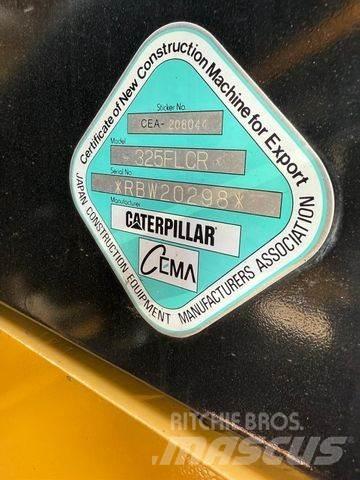 Certificate of New Construction Machine for Export
Sticker No.
CEA-208044
Model
-325FLCR
Serial No.
XRBW20298X
Manufacturer
CATERPILLAR
CEMA
JAPAN CONSTRUCTION EQUIPMENT MANUFACTURERS ASSOCIATION
RITCHIE BROS.
MASCUS